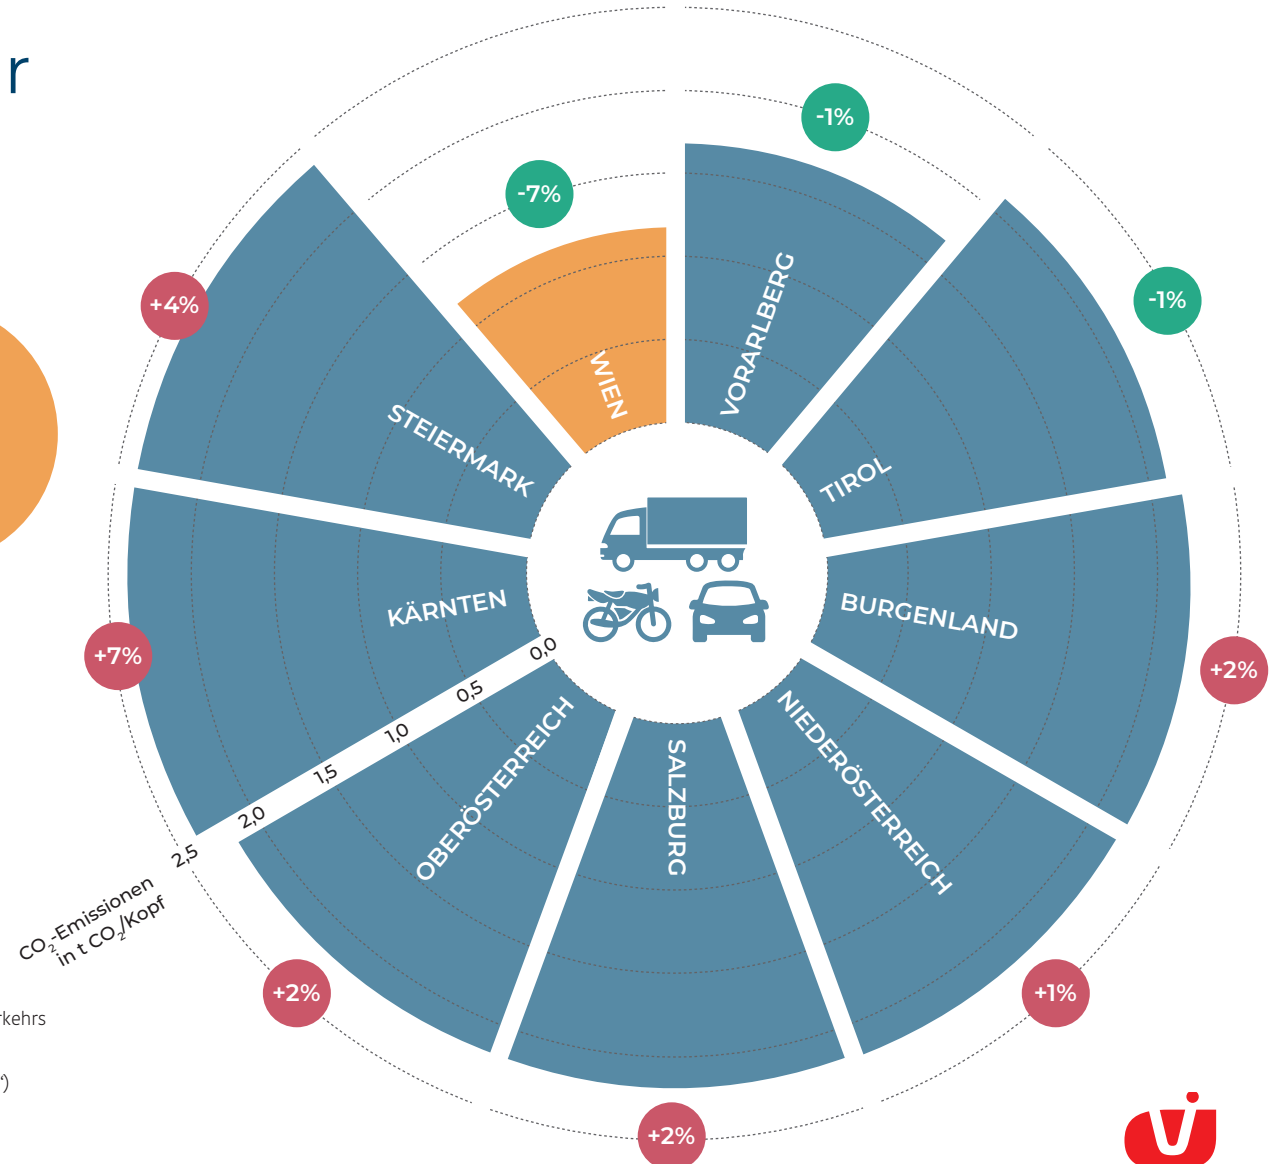 r
-1%
-7%
-1%
+4%
WIEN
VORARLBERG
STEIERMARK
TIROL
KÄRNTEN
BURGENLAND
+7%
+2%
0,0
0,5
1,0
1,5
2,0
2,5
OBERÖSTERREICH
SALZBURG
NIEDERÖSTERREICH
CO₂-Emissionen
in t CO₂/Kopf
+2%
+1%
+2%
rkehrs